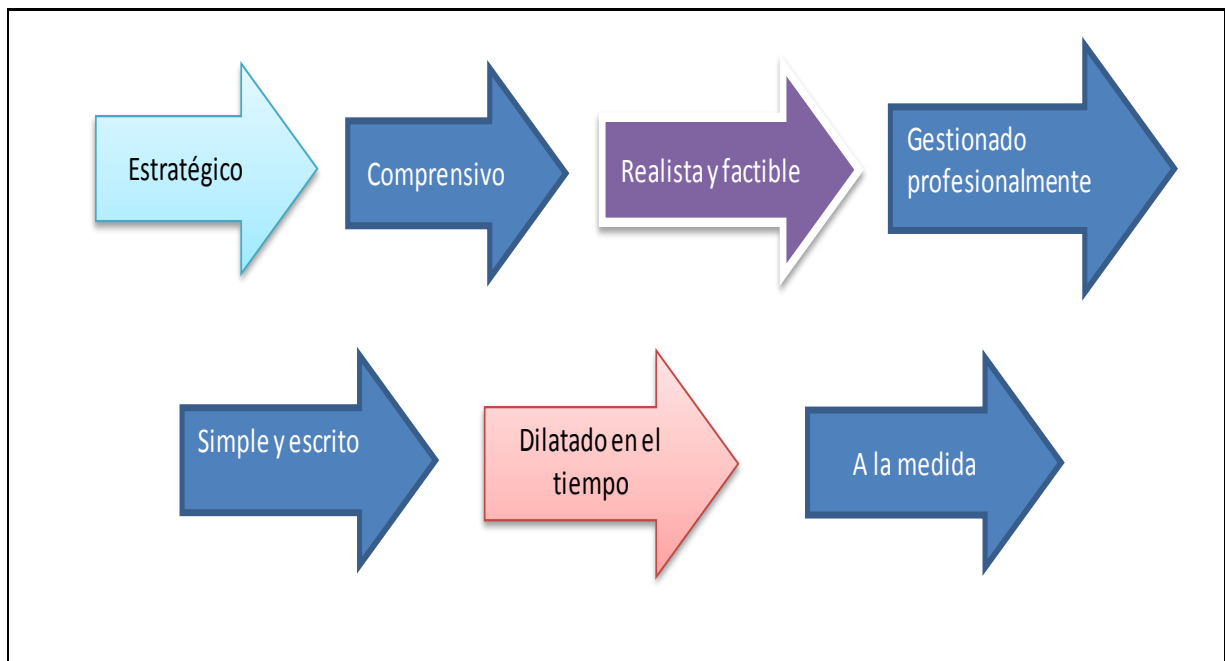 Estratégico
Comprensivo
Realista y factible
Gestionado
profesionalmente
Simple y escrito
Dilatado en el
tiempo
A la medida